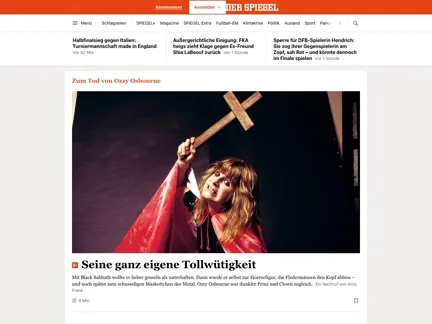 Abonnement
Anmelden
DER SPIEGEL
Menü
Schlagzeilen
SPIEGEL+
Magazine
SPIEGEL Extra
Fußball-EM
Klimakrise
Politik
Ausland
Sport
Halbfinalsieg gegen Italien:
Turniermannschaft made in England
Vor 42 Min
Außergerichtliche Einigung: FKA
twigs zieht Klage gegen Ex-Freund
Shia LaBeouf zurück Vor 1 Stunde
Sperre für DFB-Spielerin Hendrich:
Sie zog ihrer Gegenspielerin am
Zopf, sah Rot – und könnte dennoch
im Finale spielen Vor 1 Stunde
Zum Tod von Ozzy Osbourne
Seine ganz eigene Tollwütigkeit
Mit Black Sabbath wollte er lieber gruseln als unterhalten. Dann wurde er selbst zur Horrorfigur, die Fledermäusen den Kopf abbiss –
und noch später zum schusseligen Maskottchen des Metal. Ozzy Osbourne war dunkler Prinz und Clown zugleich. Ein Nachruf von Arno
Frank
6 Min